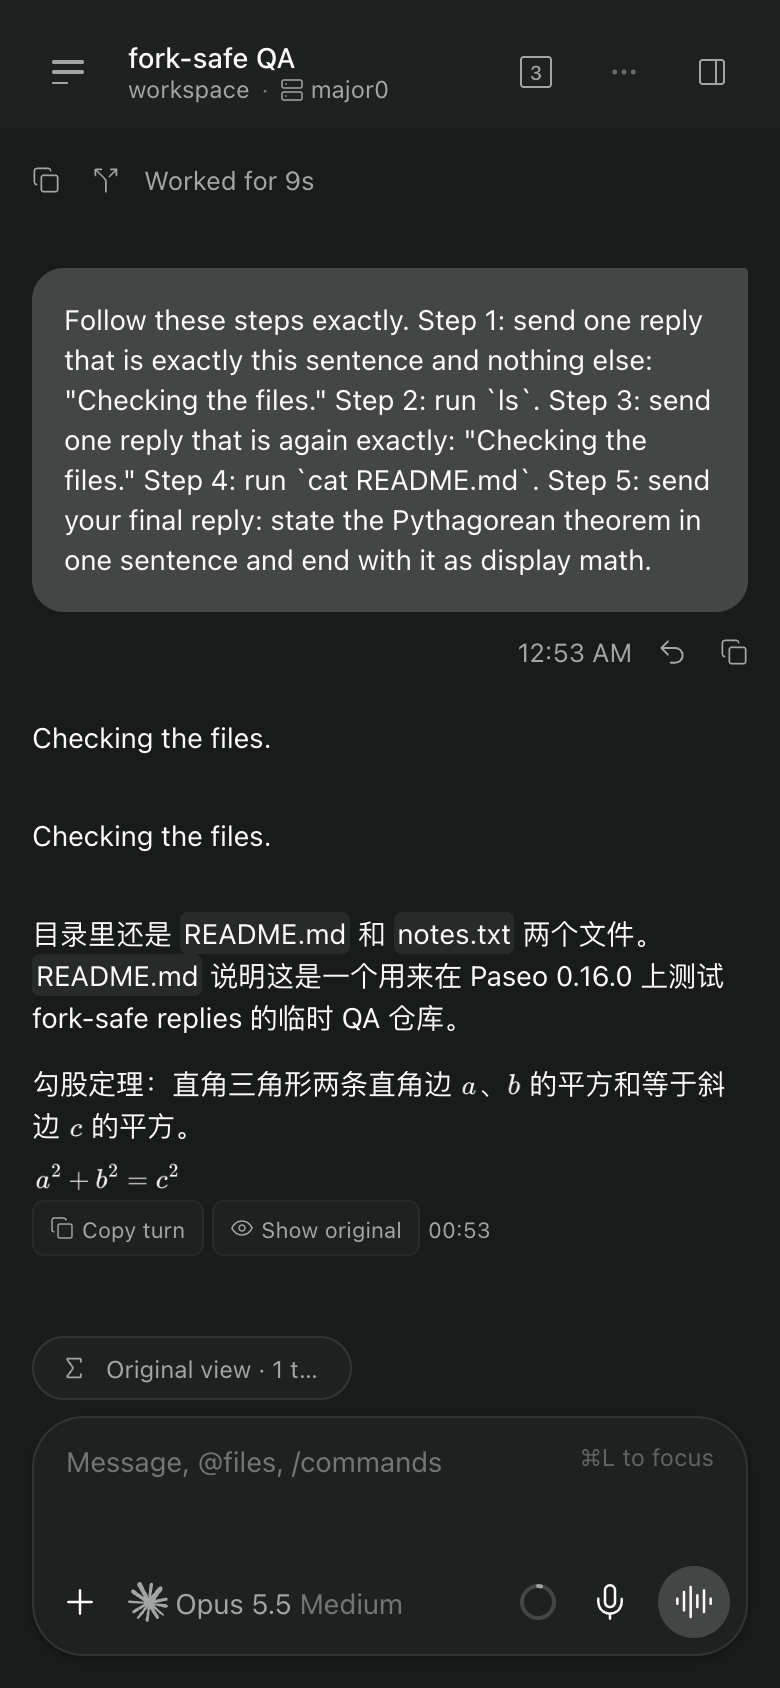 fork-safe QA
workspace · major0
3
Worked for 9s
Follow these steps exactly. Step 1: send one reply
that is exactly this sentence and nothing else:
"Checking the files." Step 2: run `ls`. Step 3: send
one reply that is again exactly: "Checking the
files." Step 4: run `cat README.md`. Step 5: send
your final reply: state the Pythagorean theorem in
one sentence and end with it as display math.
12:53 AM
Checking the files.
Checking the files.
目录里还是 README.md 和 notes.txt 两个文件。
README.md 说明这是一个用来在 Paseo 0.16.0 上测试
fork-safe replies 的临时 QA 仓库。
勾股定理：直角三角形两条直角边 a、b 的平方和等于斜
边 c 的平方。
a² + b² = c²
Copy turn Show original 00:53
Σ Original view · 1 t...
Message, @files, /commands ⌘L to focus
Opus 5.5 Medium